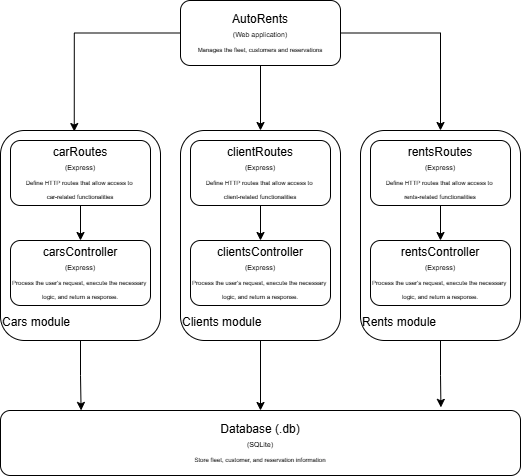 AutoRents
(Web application)
Manages the fleet, customers and reservations
carRoutes
(Express)
Define HTTP routes that allow access to
car-related functionalities
carsController
(Express)
Process the user's request, execute the necessary
logic, and return a response.
Cars module
clientRoutes
(Express)
Define HTTP routes that allow access to
client-related functionalities
clientsController
(Express)
Process the user's request, execute the necessary
logic, and return a response.
Clients module
rentsRoutes
(Express)
Define HTTP routes that allow access to
rents-related functionalities
rentsController
(Express)
Process the user's request, execute the necessary
logic, and return a response.
Rents module
Database (.db)
(SQLite)
Store fleet, customer, and reservation information